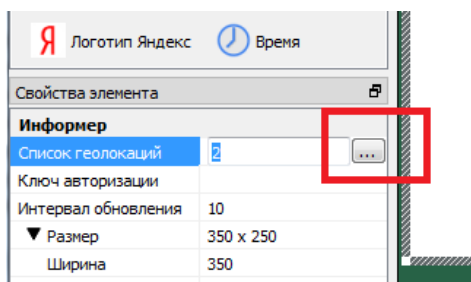 Я Логотип Яндекс Время
Свойства элемента
Информер
Список геолокаций 2 ...
Ключ авторизации
Интервал обновления 10
▼ Размер 350 x 250
Ширина 350